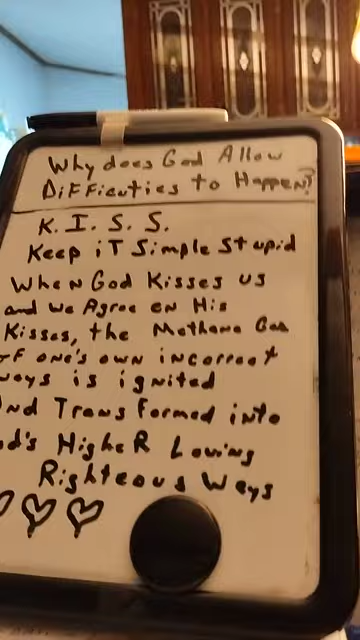 Why does God Allow
Difficuties to Happen?
K. I. S. S.
Keep iT Simple Stupid
When God Kisses us
and we Agree en His
Kisses, the Methane Gas
of one's own incorrect
ways is ignited
And Transformed into
God's HigheR Loving
Righteous Ways